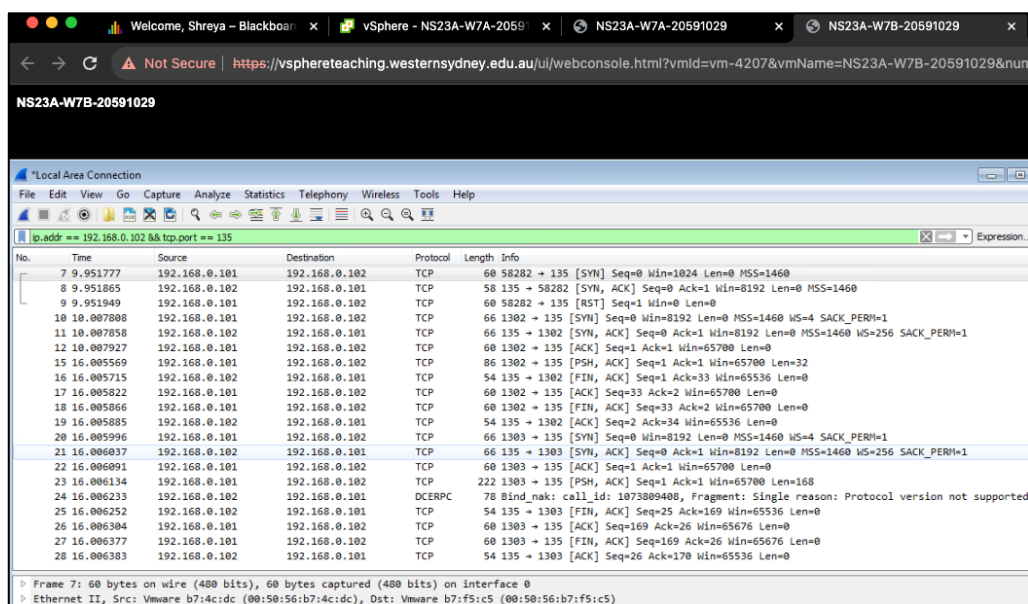 Welcome, Shreya – Blackboar
vSphere - NS23A-W7A-2059
NS23A-W7A-20591029
NS23A-W7B-20591029
Not Secure | https://vsphereteaching.westernsydney.edu.au/ui/webconsole.html?vmId=vm-4207&vmName=NS23A-W7B-20591029&num
NS23A-W7B-20591029
*Local Area Connection
File Edit View Go Capture Analyze Statistics Telephony Wireless Tools Help
ip.addr == 192.168.0.102 && tcp.port == 135 Expression...
No. Time Source Destination Protocol Length Info
7 9.951777 192.168.0.101 192.168.0.102 TCP 60 58282 → 135 [SYN] Seq=0 Win=1024 Len=0 MSS=1460
8 9.951865 192.168.0.102 192.168.0.101 TCP 58 135 → 58282 [SYN, ACK] Seq=0 Ack=1 Win=8192 Len=0 MSS=1460
9 9.951949 192.168.0.101 192.168.0.102 TCP 60 58282 → 135 [RST] Seq=1 Win=0 Len=0
10 10.007808 192.168.0.101 192.168.0.102 TCP 66 1302 → 135 [SYN] Seq=0 Win=8192 Len=0 MSS=1460 WS=4 SACK_PERM=1
11 10.007858 192.168.0.102 192.168.0.101 TCP 66 135 → 1302 [SYN, ACK] Seq=0 Ack=1 Win=8192 Len=0 MSS=1460 WS=256 SACK_PERM=1
12 10.007927 192.168.0.101 192.168.0.102 TCP 60 1302 → 135 [ACK] Seq=1 Ack=1 Win=65700 Len=0
15 16.005569 192.168.0.101 192.168.0.102 TCP 86 1302 → 135 [PSH, ACK] Seq=1 Ack=1 Win=65700 Len=32
16 16.005715 192.168.0.102 192.168.0.101 TCP 54 135 → 1302 [FIN, ACK] Seq=1 Ack=33 Win=65536 Len=0
17 16.005822 192.168.0.101 192.168.0.102 TCP 60 1302 → 135 [ACK] Seq=33 Ack=2 Win=65700 Len=0
18 16.005866 192.168.0.101 192.168.0.102 TCP 60 1302 → 135 [FIN, ACK] Seq=33 Ack=2 Win=65700 Len=0
19 16.005885 192.168.0.102 192.168.0.101 TCP 54 135 → 1302 [ACK] Seq=2 Ack=34 Win=65536 Len=0
20 16.005996 192.168.0.101 192.168.0.102 TCP 66 1303 → 135 [SYN] Seq=0 Win=8192 Len=0 MSS=1460 WS=4 SACK_PERM=1
21 16.006037 192.168.0.102 192.168.0.101 TCP 66 135 → 1303 [SYN, ACK] Seq=0 Ack=1 Win=8192 Len=0 MSS=1460 WS=256 SACK_PERM=1
22 16.006091 192.168.0.101 192.168.0.102 TCP 60 1303 → 135 [ACK] Seq=1 Ack=1 Win=65700 Len=0
23 16.006134 192.168.0.101 192.168.0.102 TCP 222 1303 → 135 [PSH, ACK] Seq=1 Ack=1 Win=65700 Len=168
24 16.006233 192.168.0.102 192.168.0.101 DCERPC 78 Bind_nak: call_id: 1073809408, Fragment: Single reason: Protocol version not supported
25 16.006252 192.168.0.102 192.168.0.101 TCP 54 135 → 1303 [FIN, ACK] Seq=25 Ack=169 Win=65536 Len=0
26 16.006304 192.168.0.101 192.168.0.102 TCP 60 1303 → 135 [ACK] Seq=169 Ack=26 Win=65676 Len=0
27 16.006377 192.168.0.101 192.168.0.102 TCP 60 1303 → 135 [FIN, ACK] Seq=169 Ack=26 Win=65676 Len=0
28 16.006383 192.168.0.102 192.168.0.101 TCP 54 135 → 1303 [ACK] Seq=26 Ack=170 Win=65536 Len=0
Frame 7: 60 bytes on wire (480 bits), 60 bytes captured (480 bits) on interface 0
Ethernet II, Src: Vmware b7:4c:dc (00:50:56:b7:4c:dc), Dst: Vmware b7:f5:c5 (00:50:56:b7:f5:c5)